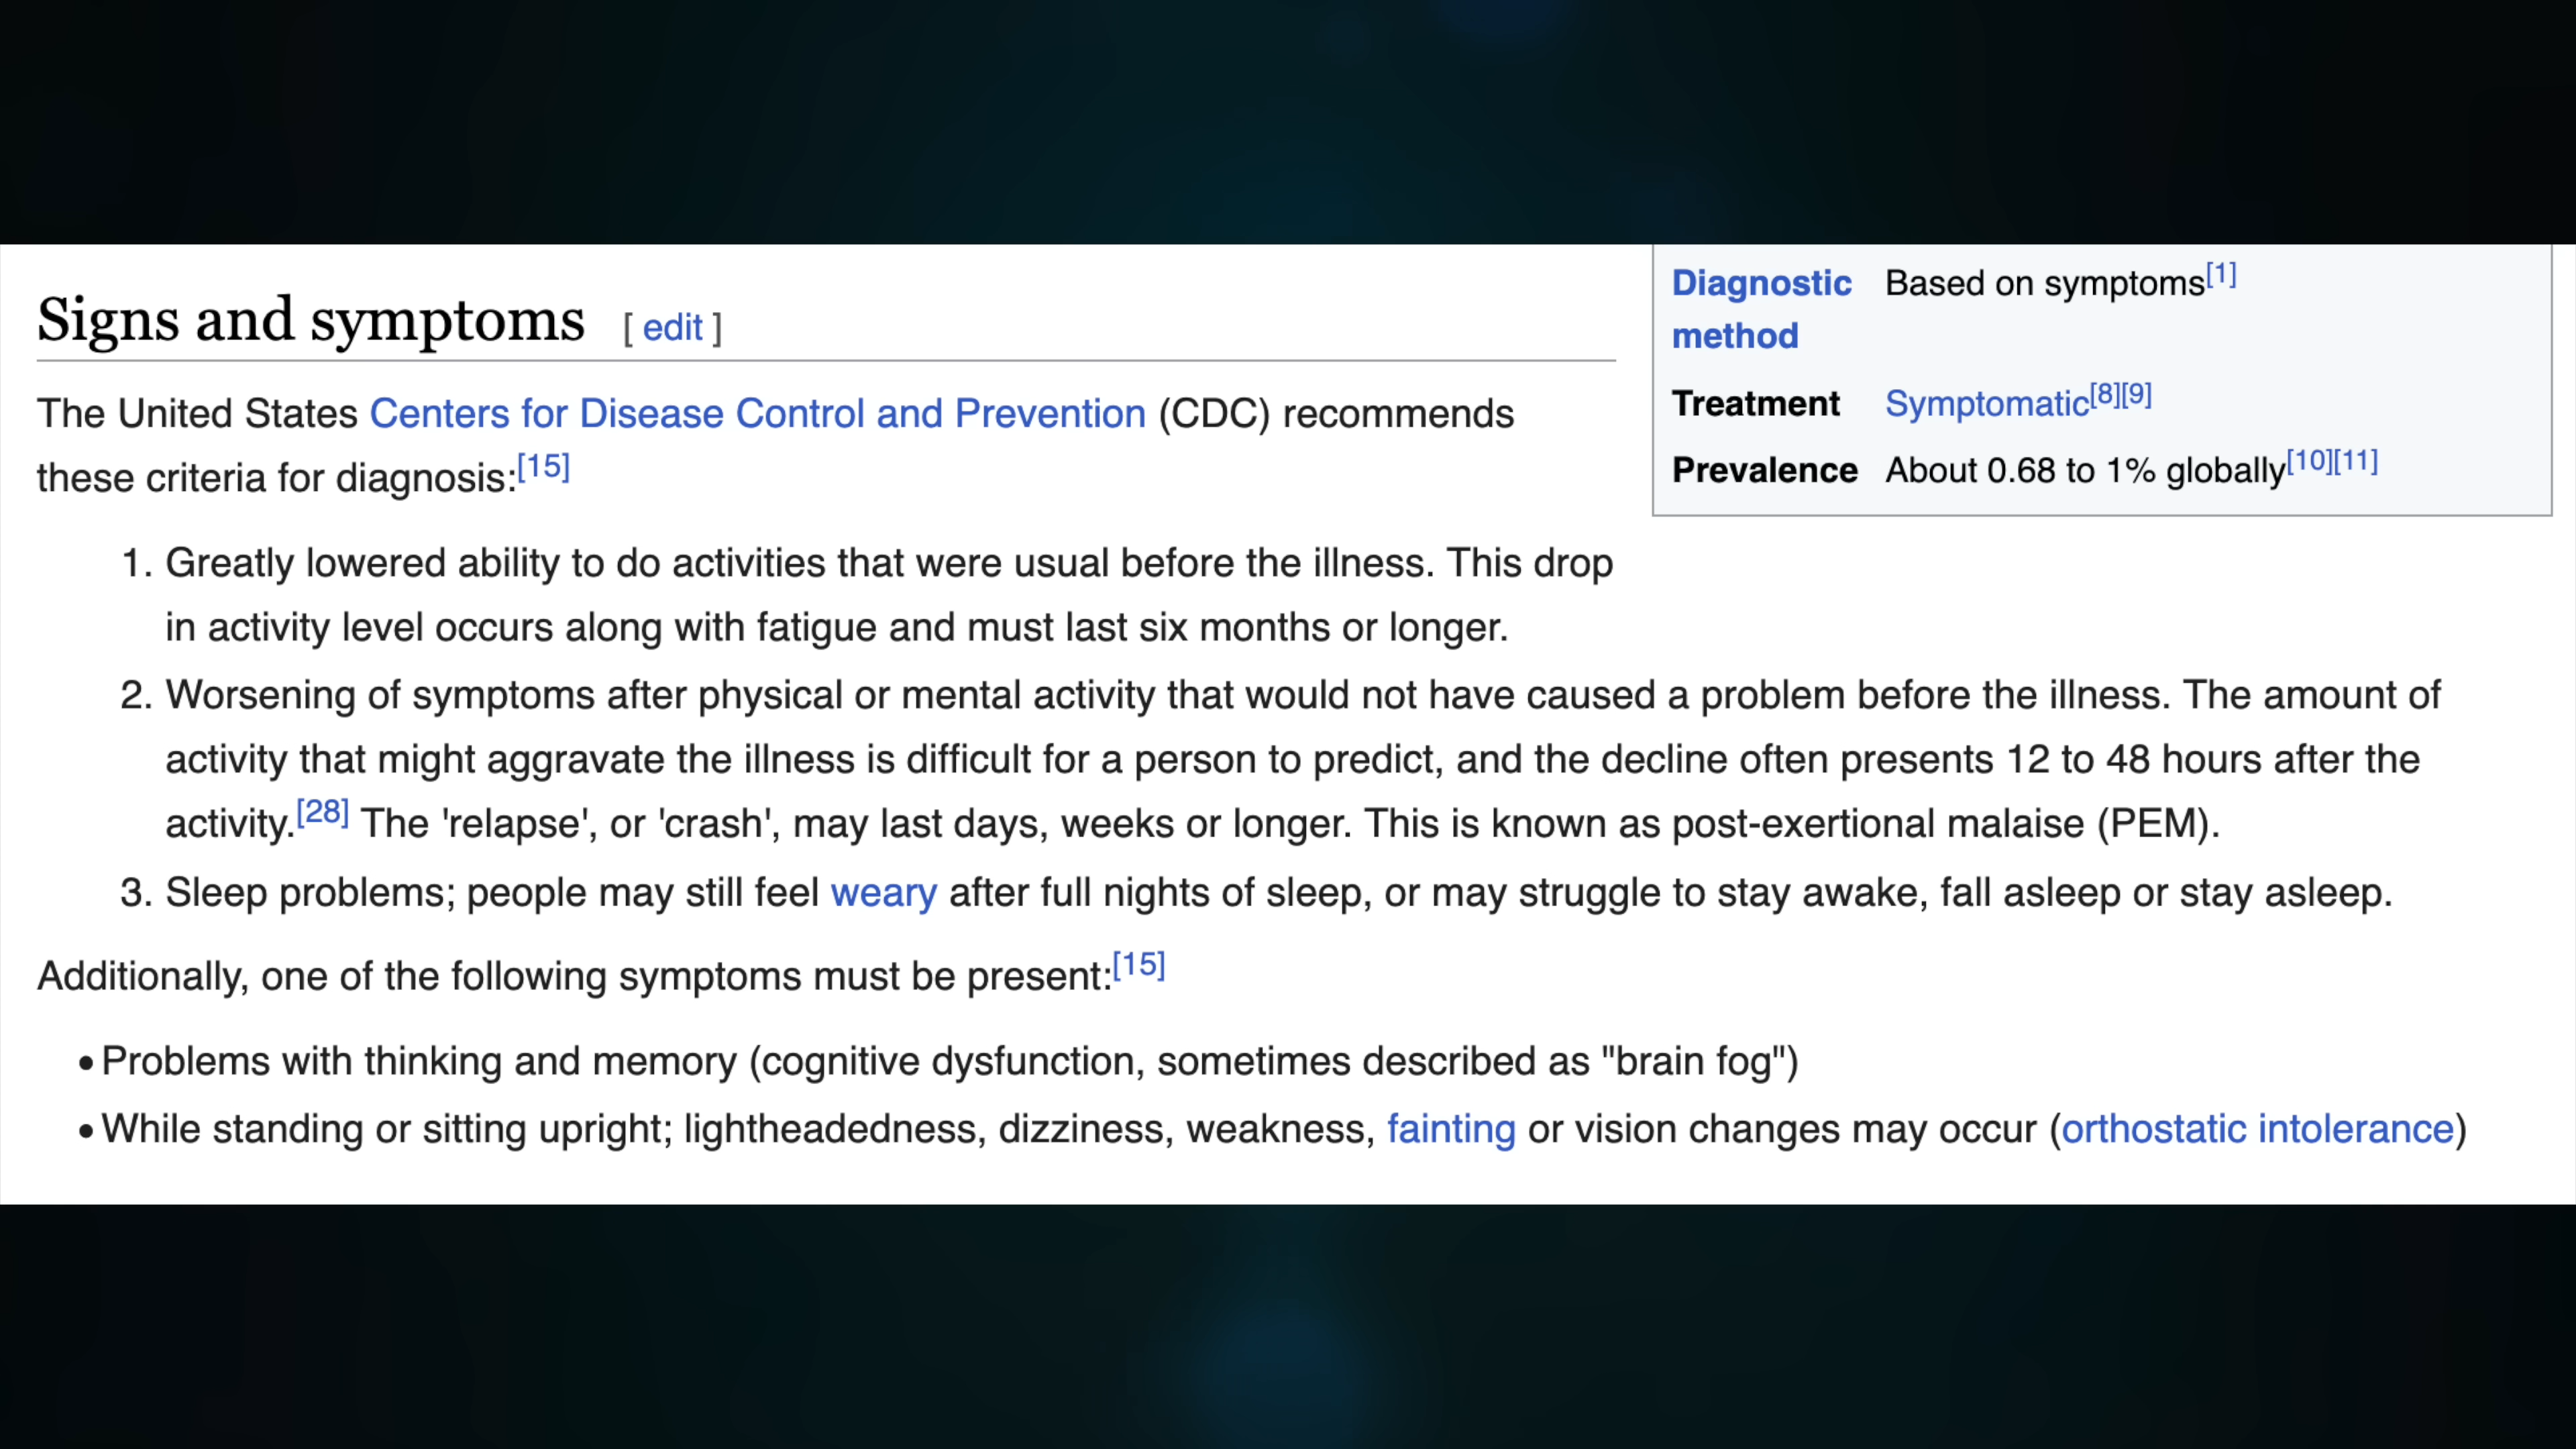 Signs and symptoms [ edit ]
The United States Centers for Disease Control and Prevention (CDC) recommends
these criteria for diagnosis:[15]
Diagnostic method Based on symptoms[1]
Treatment Symptomatic[8][9]
Prevalence About 0.68 to 1% globally[10][11]
1. Greatly lowered ability to do activities that were usual before the illness. This drop
in activity level occurs along with fatigue and must last six months or longer.
2. Worsening of symptoms after physical or mental activity that would not have caused a problem before the illness. The amount of
activity that might aggravate the illness is difficult for a person to predict, and the decline often presents 12 to 48 hours after the
activity.[28] The 'relapse', or 'crash', may last days, weeks or longer. This is known as post-exertional malaise (PEM).
3. Sleep problems; people may still feel weary after full nights of sleep, or may struggle to stay awake, fall asleep or stay asleep.
Additionally, one of the following symptoms must be present:[15]
• Problems with thinking and memory (cognitive dysfunction, sometimes described as "brain fog")
• While standing or sitting upright; lightheadedness, dizziness, weakness, fainting or vision changes may occur (orthostatic intolerance)